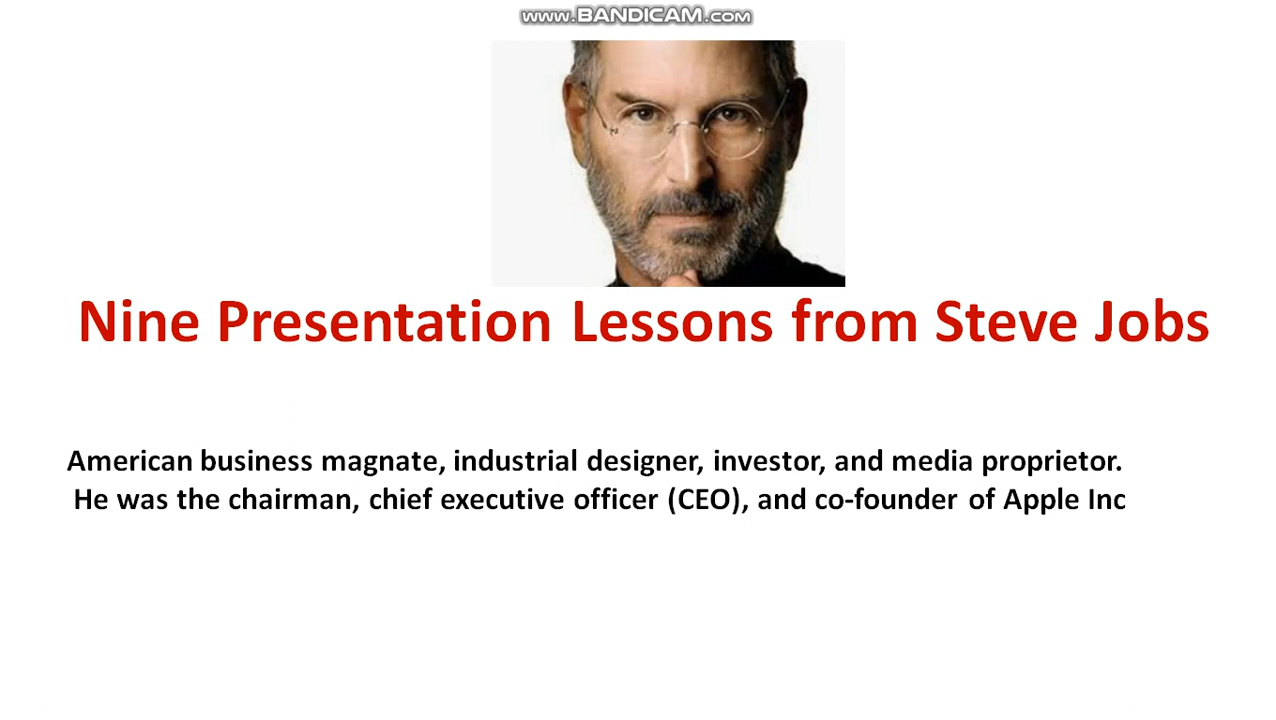 www.BANDICAM.com
Nine Presentation Lessons from Steve Jobs
American business magnate, industrial designer, investor, and media proprietor.
He was the chairman, chief executive officer (CEO), and co-founder of Apple Inc